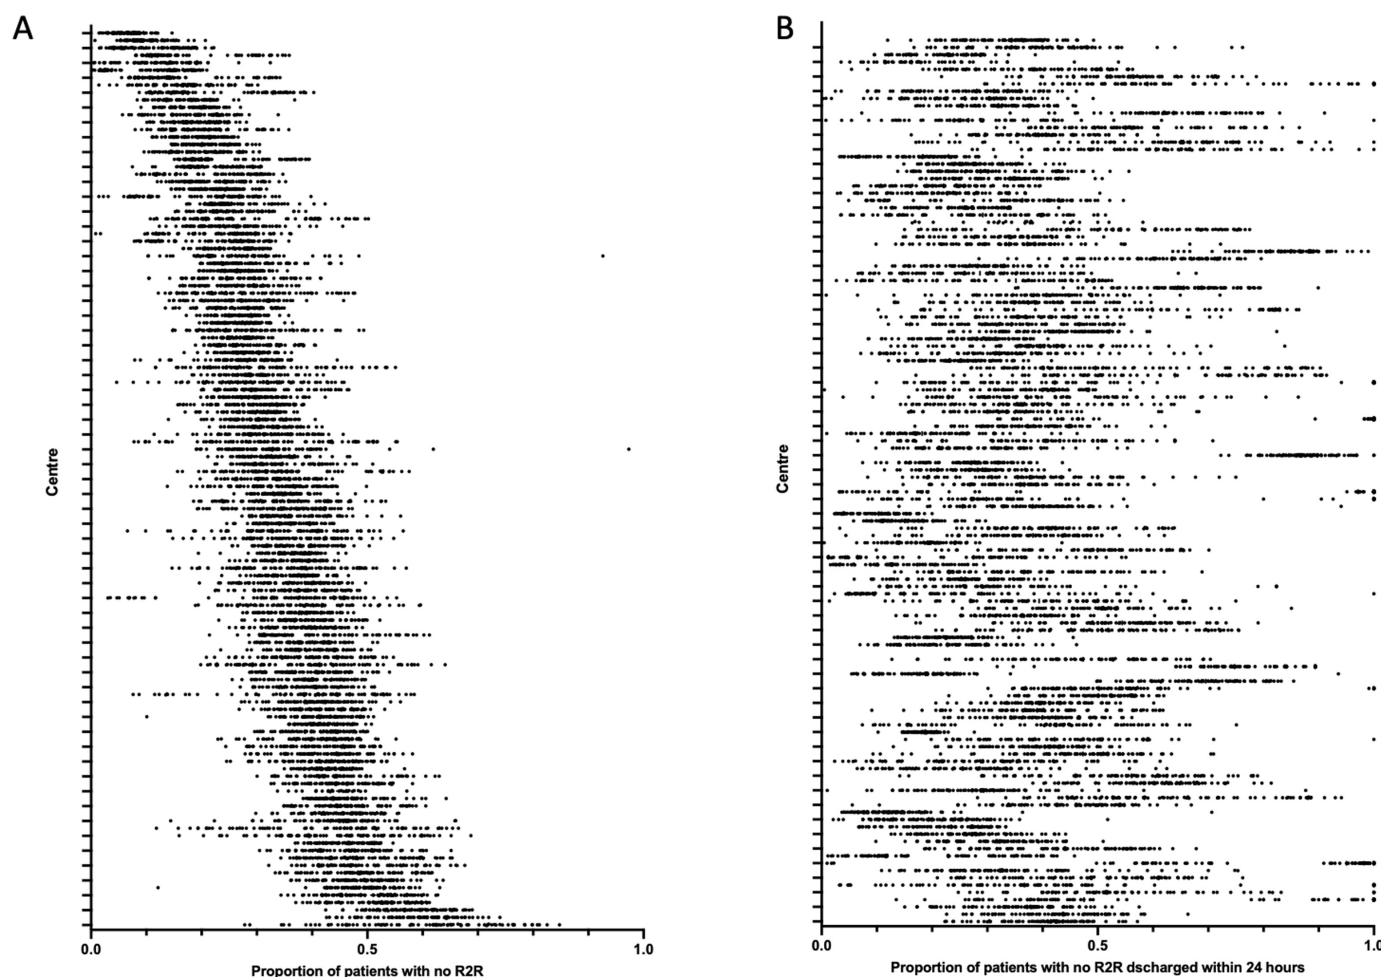 A
B
Centre
Centre
0.0 0.5 1.0
0.0 0.5 1.0
Proportion of patients with no R2R
Proportion of patients with no R2R dscharged within 24 hours